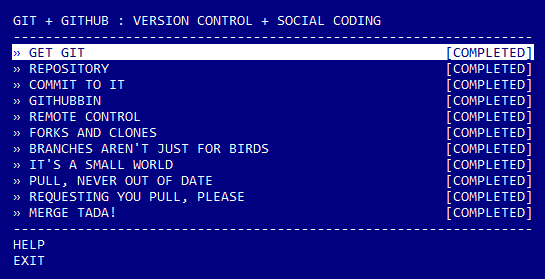 GIT + GITHUB : VERSION CONTROL + SOCIAL CODING
-----------------------------------------------------------------
» GET GIT [COMPLETED]
» REPOSITORY [COMPLETED]
» COMMIT TO IT [COMPLETED]
» GITHUBBIN [COMPLETED]
» REMOTE CONTROL [COMPLETED]
» FORKS AND CLONES [COMPLETED]
» BRANCHES AREN'T JUST FOR BIRDS [COMPLETED]
» IT'S A SMALL WORLD [COMPLETED]
» PULL, NEVER OUT OF DATE [COMPLETED]
» REQUESTING YOU PULL, PLEASE [COMPLETED]
» MERGE TADA! [COMPLETED]
-----------------------------------------------------------------
HELP
EXIT